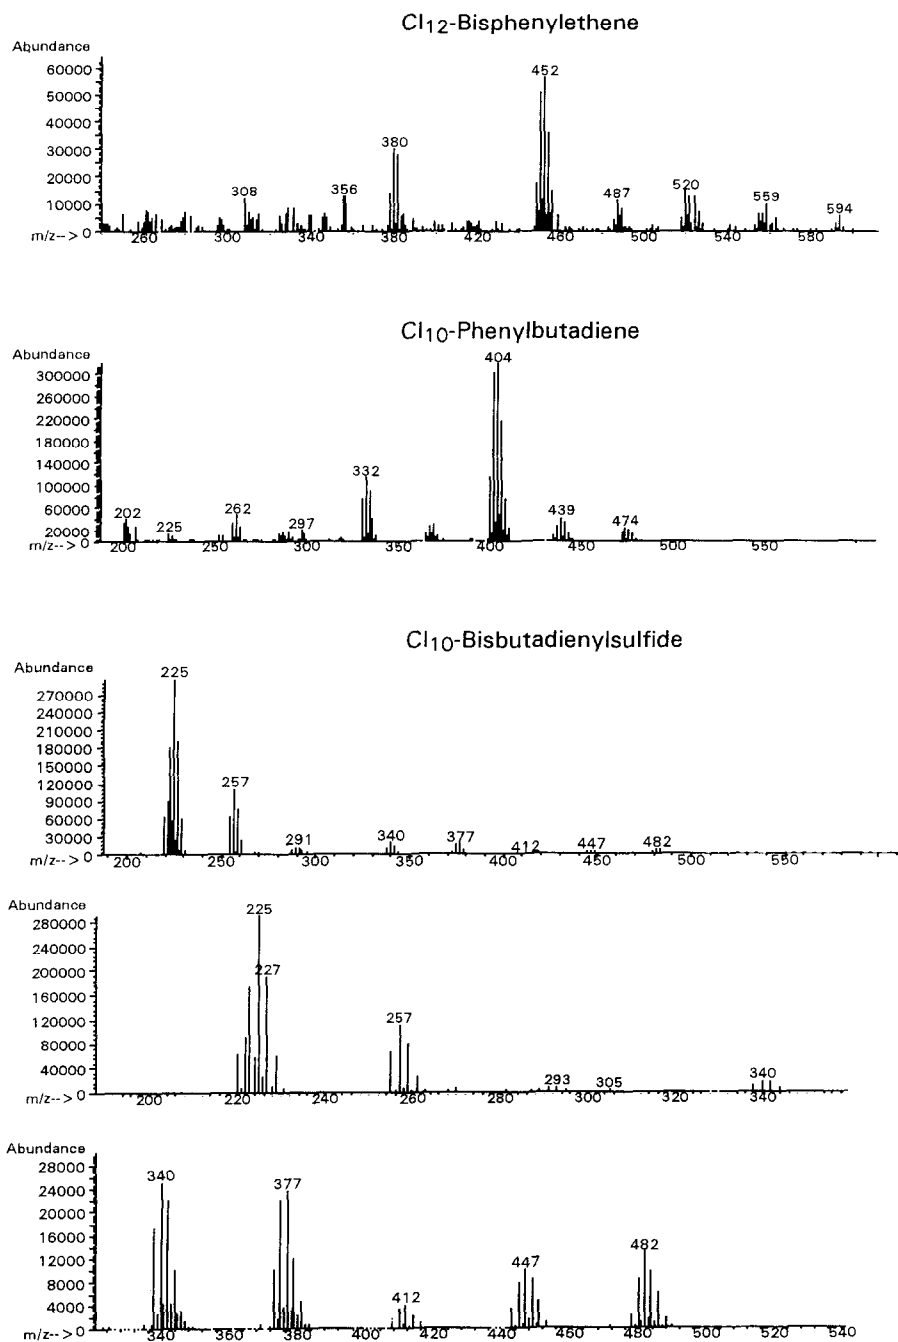 Cl12-Bisphenylethene
Abundance
60000
50000
40000
30000
20000
10000
m/z--> 0
308 356 380 452 487 520 559 594
260 300 340 380 420 460 500 540 580
Cl10-Phenylbutadiene
Abundance
300000
260000
220000
180000
140000
100000
60000
20000
m/z--> 0
202 225 262 297 332 404 439 474
200 250 300 350 400 450 500 550
Cl10-Bisbutadienylsulfide
Abundance
270000
240000
210000
180000
150000
120000
90000
60000
30000
m/z--> 0
225 257 291 340 377 412 447 482
200 250 300 350 400 450 500 550
Abundance
280000
240000
200000
160000
120000
80000
40000
m/z--> 0
225 227 257 293 305 340
200 220 240 260 280 300 320 340
Abundance
28000
24000
20000
16000
12000
8000
4000
m/z--> 0
340 377 412 447 482
340 360 380 400 420 440 460 480 500 520 540